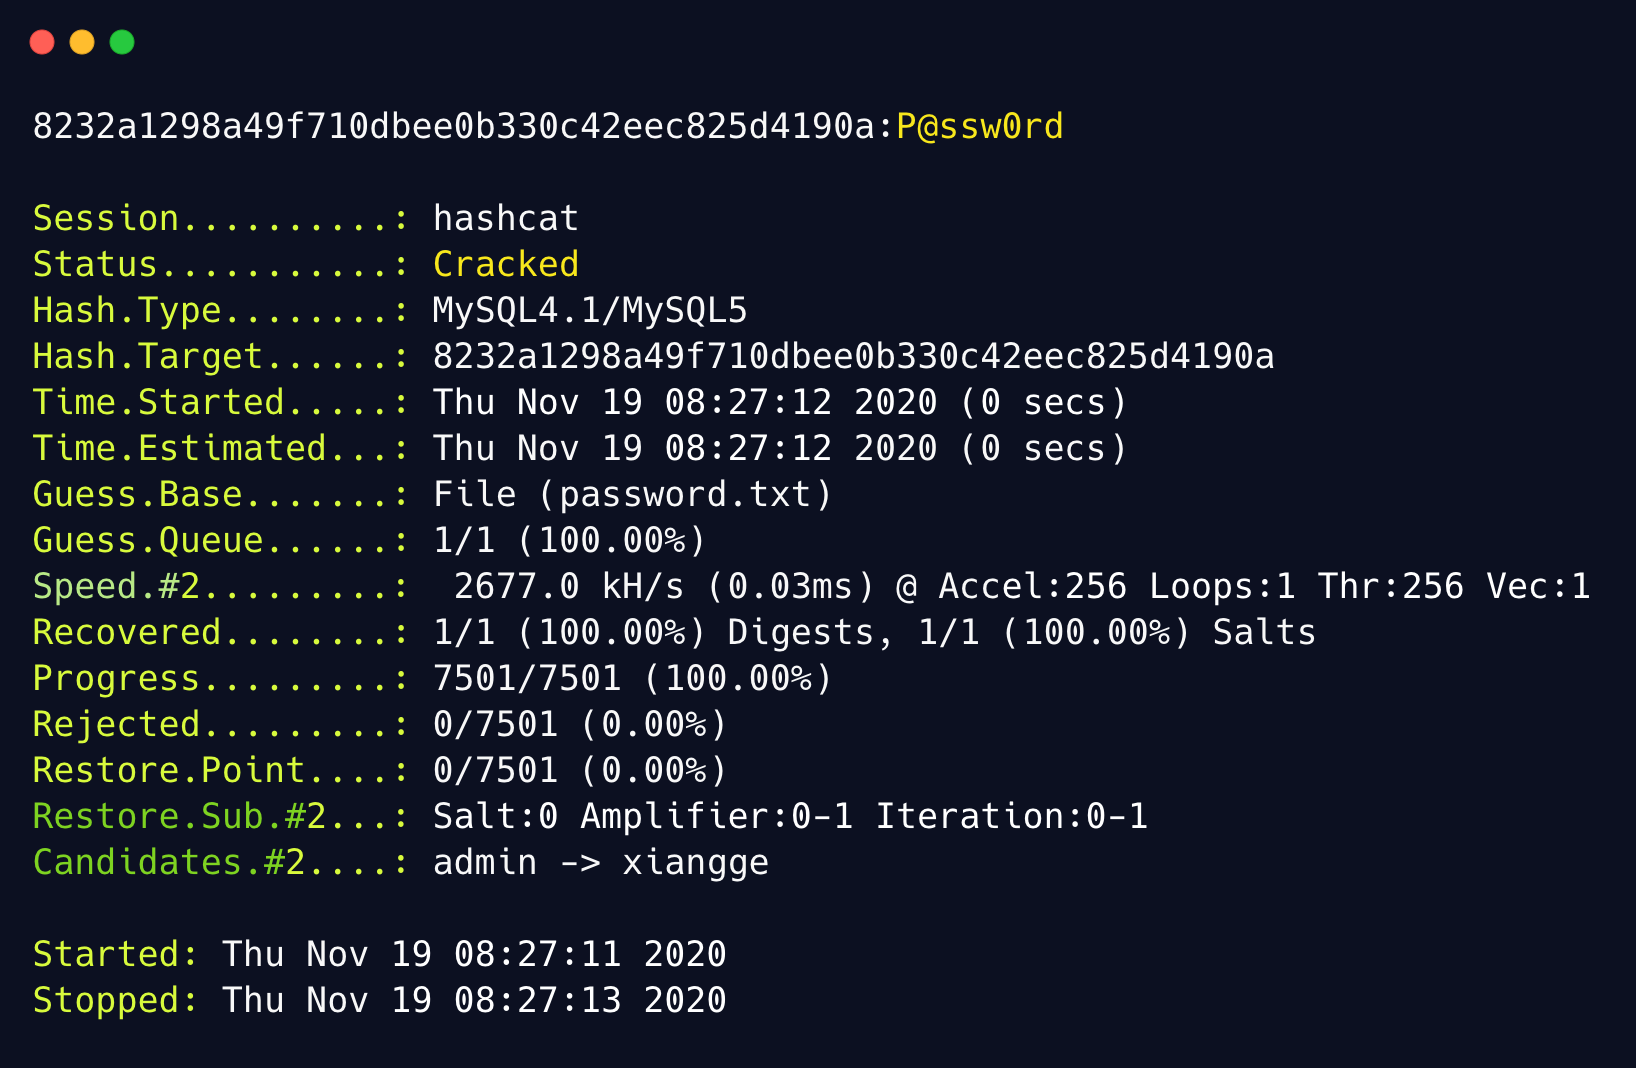 8232a1298a49f710dbee0b330c42eec825d4190a:P@ssw0rd
Session..........: hashcat
Status...........: Cracked
Hash.Type........: MySQL4.1/MySQL5
Hash.Target......: 8232a1298a49f710dbee0b330c42eec825d4190a
Time.Started.....: Thu Nov 19 08:27:12 2020 (0 secs)
Time.Estimated...: Thu Nov 19 08:27:12 2020 (0 secs)
Guess.Base.......: File (password.txt)
Guess.Queue......: 1/1 (100.00%)
Speed.#2.........:  2677.0 kH/s (0.03ms) @ Accel:256 Loops:1 Thr:256 Vec:1
Recovered........: 1/1 (100.00%) Digests, 1/1 (100.00%) Salts
Progress.........: 7501/7501 (100.00%)
Rejected.........: 0/7501 (0.00%)
Restore.Point....: 0/7501 (0.00%)
Restore.Sub.#2...: Salt:0 Amplifier:0-1 Iteration:0-1
Candidates.#2....: admin -> xiangge
Started: Thu Nov 19 08:27:11 2020
Stopped: Thu Nov 19 08:27:13 2020